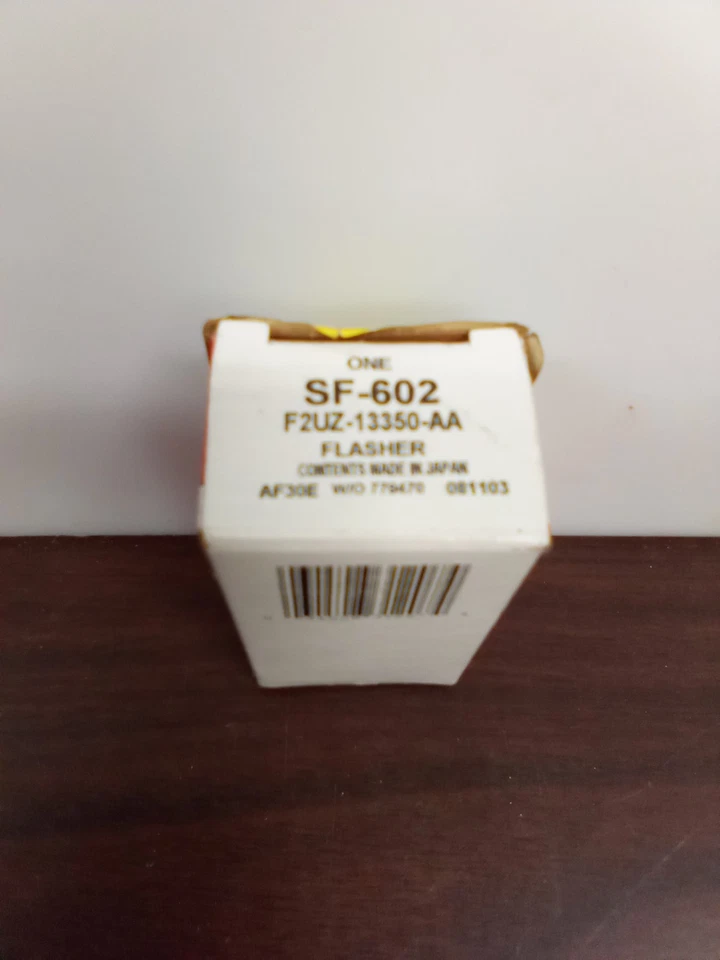 ONE
SF-602
F2UZ-13350-AA
FLASHER
CONTENTS MADE IN JAPAN
AF30E W/O 779470 081103